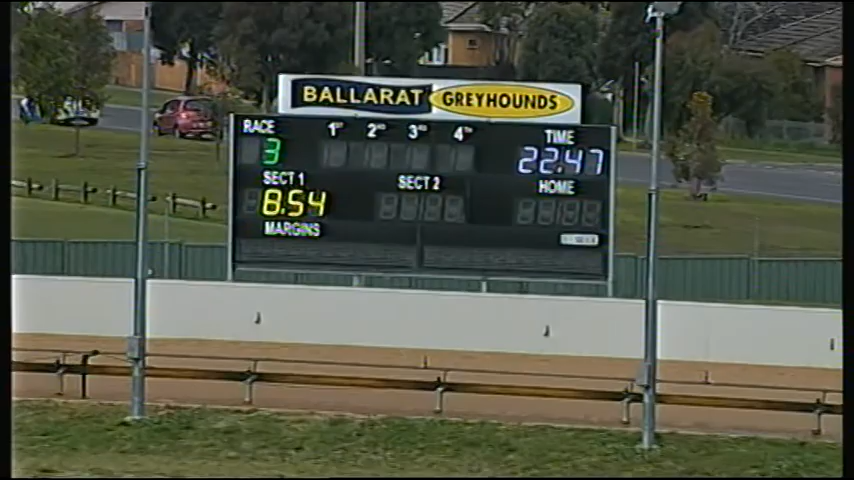 BALLARAT GREYHOUNDS
RACE 1ST 2ND 3RD 4TH TIME
3 22.47
SECT 1 SECT 2 HOME
8.54
MARGINS